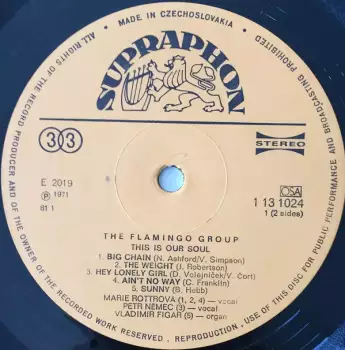 ALL RIGHTS OF THE RECORD PRODUCER AND OF THE OWNER OF THE RECORDED WORK RESERVED. REPRODUCTION, USE OF THIS DISC FOR PUBLIC PERFORMANCE AND BROADCASTING PROHIBITED
• MADE IN CZECHOSLOVAKIA •
SUPRAPHON
33
STEREO
E 2019
℗ 1971
81 1
OSA
1 13 1024
1 (2 sides)
THE FLAMINGO GROUP
THIS IS OUR SOUL
1. BIG CHAIN (N. Ashford/V. Simpson)
2. THE WEIGHT (J. Robertson)
3. HEY LONELY GIRL (D. Volejníček/V. Čort)
4. AIN'T NO WAY (C. Franklin)
5. SUNNY (B. Hebb)
MARIE ROTTROVA (1, 2, 4) – vocal
PETR NĚMEC (3) – vocal
VLADIMÍR FIGAR (5) – organ